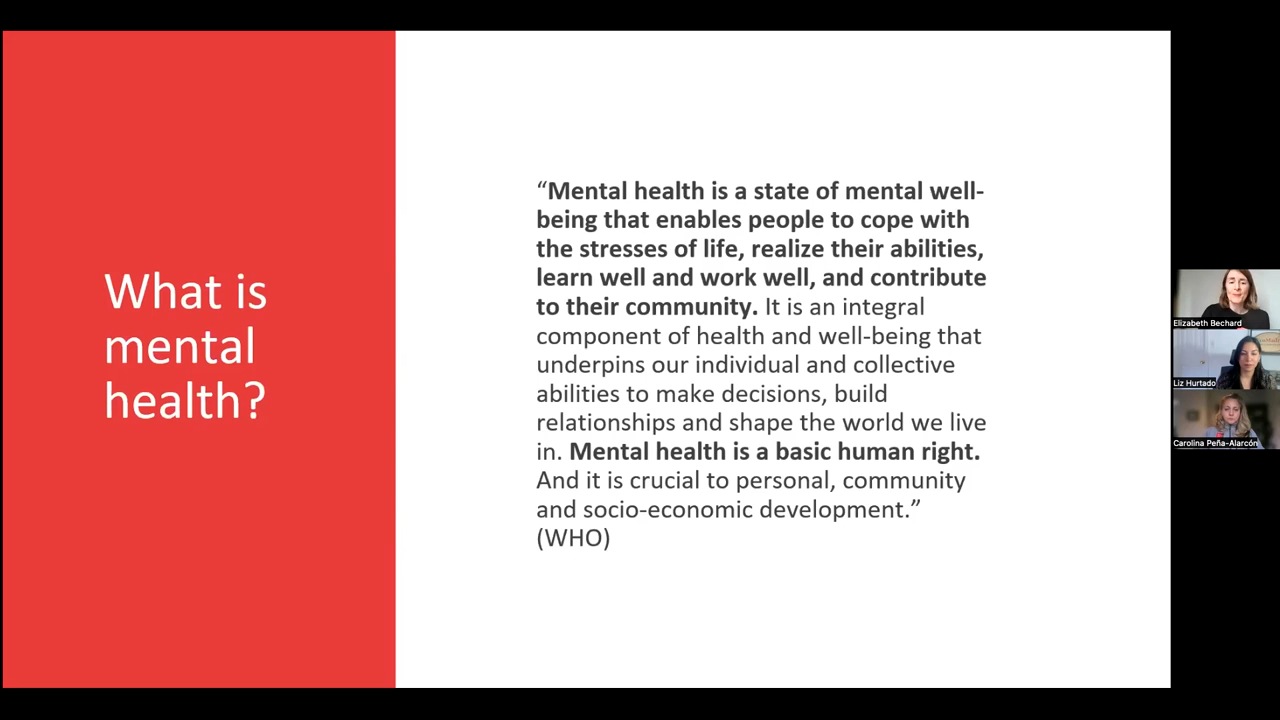 What is
mental
health?
“Mental health is a state of mental well-
being that enables people to cope with
the stresses of life, realize their abilities,
learn well and work well, and contribute
to their community. It is an integral
component of health and well-being that
underpins our individual and collective
abilities to make decisions, build
relationships and shape the world we live
in. Mental health is a basic human right.
And it is crucial to personal, community
and socio-economic development.”
(WHO)
Elizabeth Bechard
Liz Hurtado
Carolina Peña-Alarcón